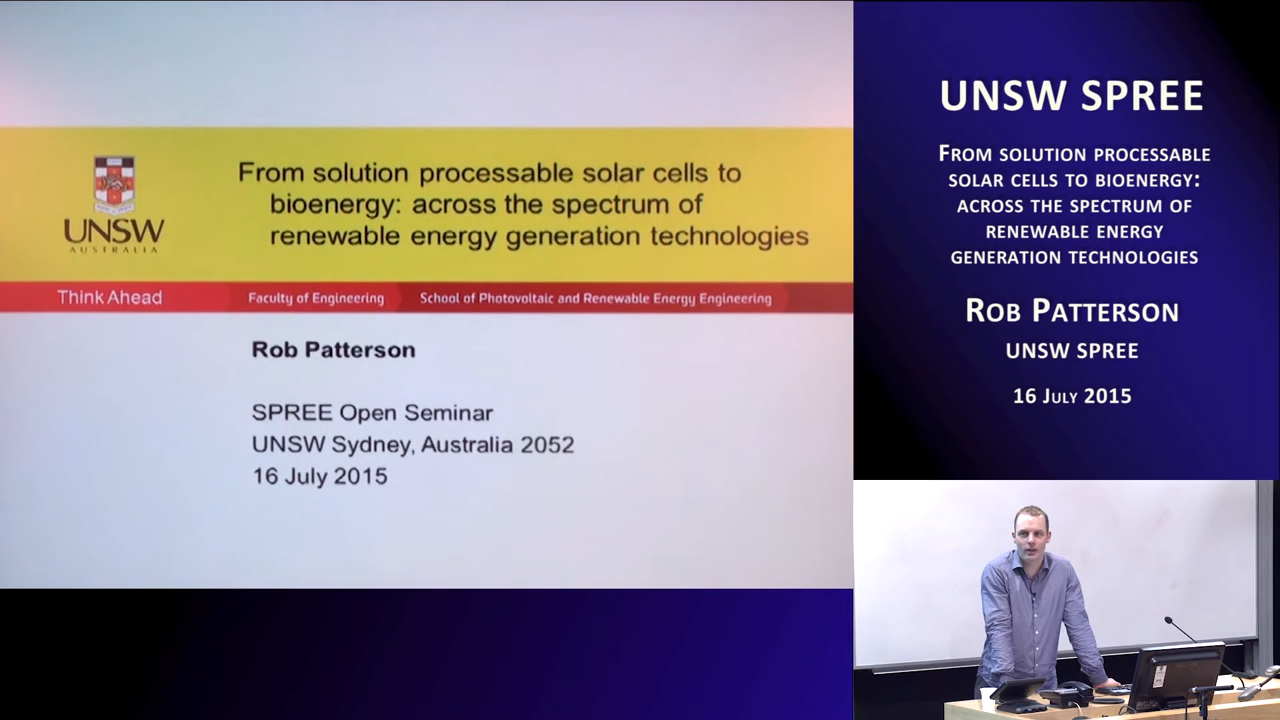 From solution processable solar cells to
bioenergy: across the spectrum of
renewable energy generation technologies
UNSW
AUSTRALIA
Think Ahead
Faculty of Engineering
School of Photovoltaic and Renewable Energy Engineering
Rob Patterson
SPREE Open Seminar
UNSW Sydney, Australia 2052
16 July 2015
UNSW SPREE
From solution processable
solar cells to bioenergy:
across the spectrum of
renewable energy
generation technologies
Rob Patterson
UNSW SPREE
16 July 2015